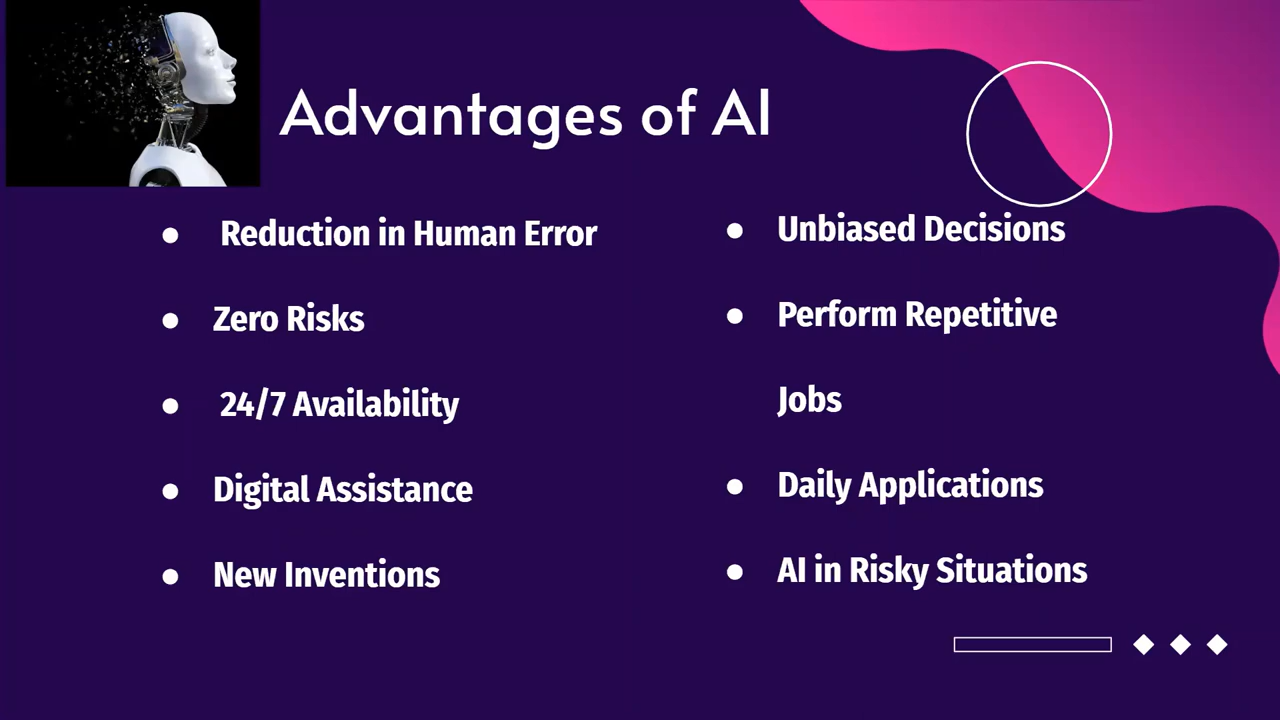 Advantages of AI
Reduction in Human Error
Zero Risks
24/7 Availability
Digital Assistance
New Inventions
Unbiased Decisions
Perform Repetitive
Jobs
Daily Applications
AI in Risky Situations